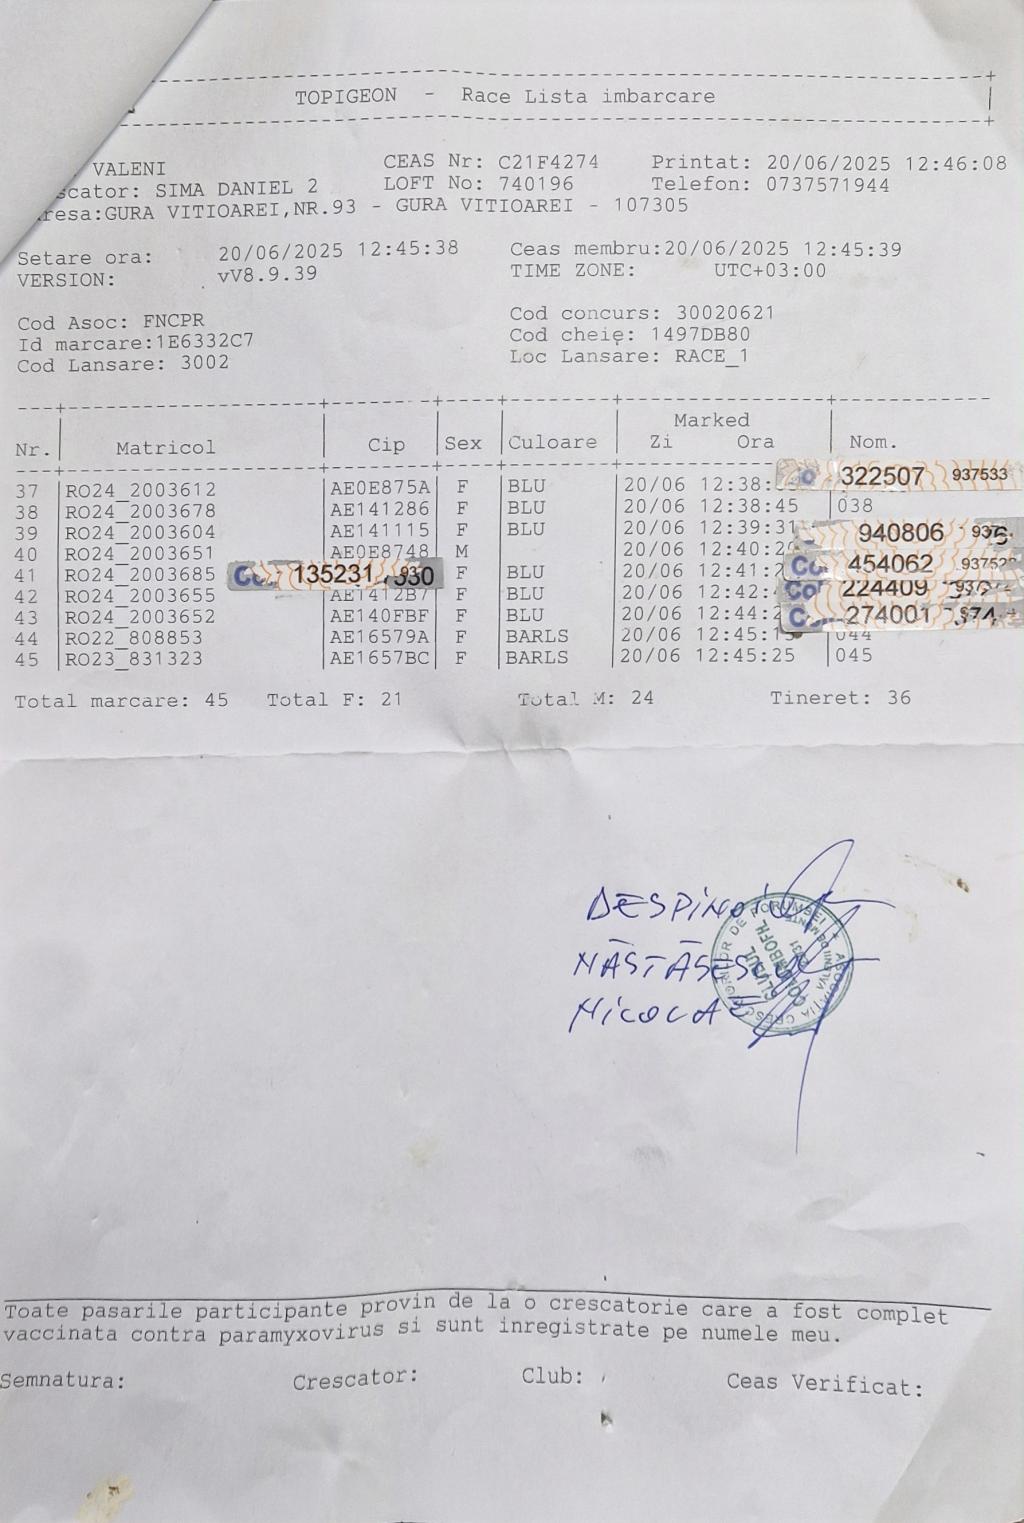 TOPIGEON - Race Lista imbarcare
VALENI CEAS Nr: C21F4274 Printat: 20/06/2025 12:46:08
scator: SIMA DANIEL 2 LOFT No: 740196 Telefon: 0737571944
resa:GURA VITIOAREI,NR.93 - GURA VITIOAREI - 107305
Setare ora: 20/06/2025 12:45:38 Ceas membru:20/06/2025 12:45:39
VERSION: vV8.9.39 TIME ZONE: UTC+03:00
Cod Asoc: FNCPR Cod concurs: 30020621
Id marcare:1E6332C7 Cod cheie: 1497DB80
Cod Lansare: 3002 Loc Lansare: RACE_1
Marked
Nr. Matricol Cip Sex Culoare Zi Ora Nom.
37 RO24_2003612 AE0E875A F BLU 20/06 12:38: 322507 937533
38 RO24_2003678 AE141286 F BLU 20/06 12:38:45 038
39 RO24_2003604 AE141115 F BLU 20/06 12:39:31 940806
40 RO24_2003651 AE0E8748 M 20/06 12:40:2
41 RO24_2003685 135231 F BLU 20/06 12:41:2 454062
42 RO24_2003655 AE1412B7 F BLU 20/06 12:42: 224409
43 RO24_2003652 AE140FBF F BLU 20/06 12:44:2 274001
44 RO22_808853 AE16579A F BARLS 20/06 12:45:1 044
45 RO23_831323 AE1657BC F BARLS 20/06 12:45:25 045
Total marcare: 45 Total F: 21 Total M: 24 Tineret: 36
DESPINOIU
NĂSTĂSESCU
NICOLAE
CLUBUL COLUMBOFIL
Toate pasarile participante provin de la o crescatorie care a fost complet
vaccinata contra paramyxovirus si sunt inregistrate pe numele meu.
Semnatura: Crescator: Club: Ceas Verificat: